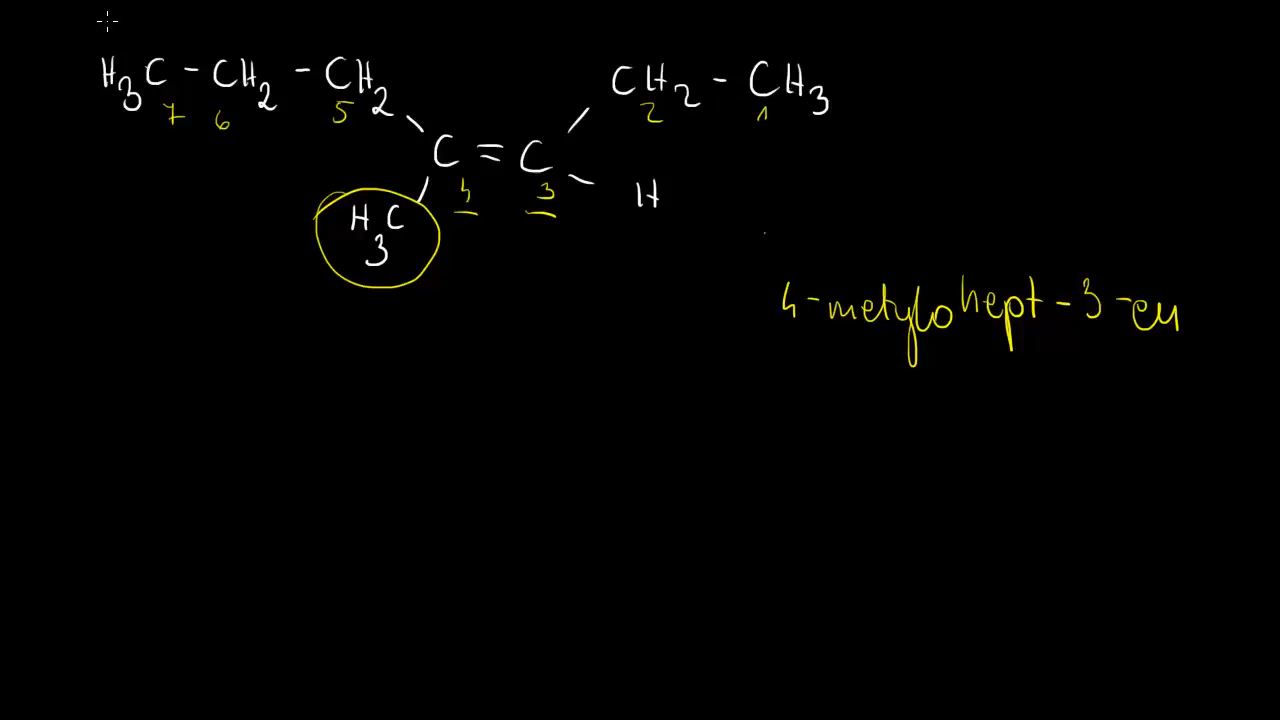 H₃C - CH₂ - CH₂ CH₂ - CH₃
7 6 5 2 1
C = C
4 3
H₃C H
4-metylohept-3-en